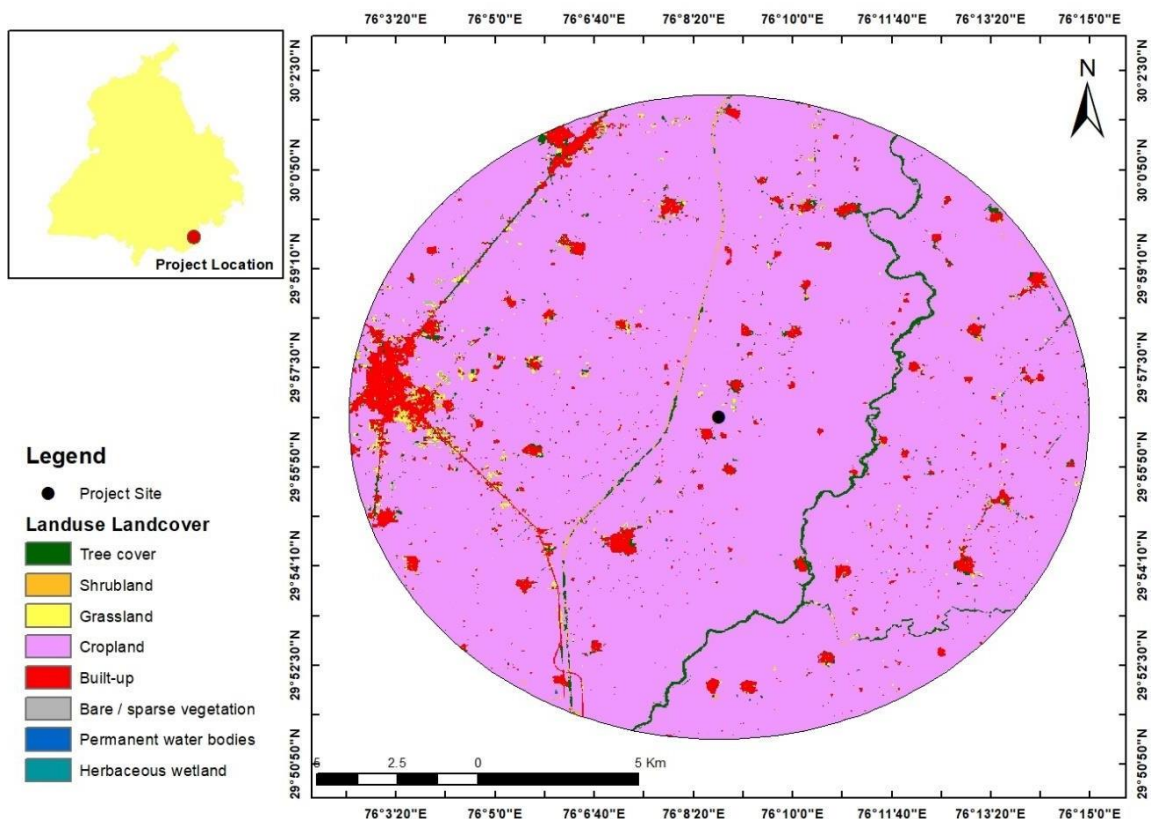 76°3'20"E 76°5'0"E 76°6'40"E 76°8'20"E 76°10'0"E 76°11'40"E 76°13'20"E 76°15'0"E
Project Location
N
30°2'30"N
30°0'50"N
29°59'10"N
29°57'30"N
29°55'50"N
29°54'10"N
29°52'30"N
29°50'50"N
30°2'30"N
30°0'50"N
29°59'10"N
29°57'30"N
29°55'50"N
29°54'10"N
29°52'30"N
29°50'50"N
Legend
Project Site
Landuse Landcover
Tree cover
Shrubland
Grassland
Cropland
Built-up
Bare / sparse vegetation
Permanent water bodies
Herbaceous wetland
5 2.5 0 5 Km
76°3'20"E 76°5'0"E 76°6'40"E 76°8'20"E 76°10'0"E 76°11'40"E 76°13'20"E 76°15'0"E